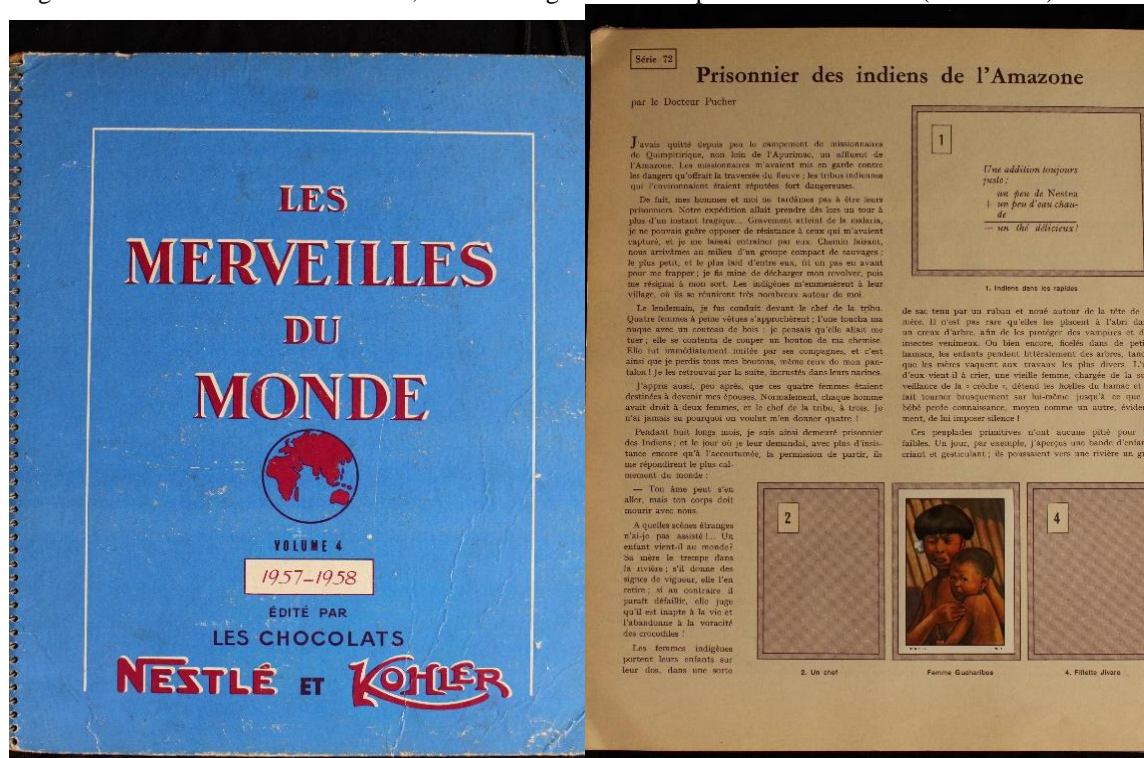 LES
MERVEILLES
DU
MONDE
VOLUME 4
1957-1958
ÉDITÉ PAR
LES CHOCOLATS
NESTLÉ ET KOHLER
Série 72
Prisonnier des indiens de l'Amazone
par le Docteur Pucher
J'avais quitté depuis peu le campement de missionnaires
de Quimpitirique, non loin de l'Apurimac, un affluent de
l'Amazone. Les missionnaires m'avaient mis en garde contre
les dangers qu'offrait la traversée du fleuve ; les tribus indiennes
qui l'environnaient étaient réputées fort dangereuses.
De fait, mes hommes et moi ne tardâmes pas à être leurs
prisonniers. Notre expédition allait prendre dès lors un tour à
plus d'un instant tragique... Gravement atteint de la malaria,
je ne pouvais guère opposer de résistance à ceux qui m'avaient
capturé, et je me laissai entraîner par eux. Chemin faisant,
nous arrivâmes au milieu d'un groupe compact de sauvages ;
le plus petit, et le plus laid d'entre eux, fit un pas en avant
pour me frapper ; je fis mine de décharger mon revolver, puis
me résignai à mon sort. Les indigènes m'emmenèrent à leur
village, où ils se réunirent très nombreux autour de moi.
Le lendemain, je fus conduit devant le chef de la tribu.
Quatre femmes à peine vêtues s'approchèrent ; l'une toucha ma
nuque avec un couteau de bois : je pensais qu'elle allait me
tuer ; elle se contenta de couper un bouton de ma chemise.
Elle fut immédiatement imitée par ses compagnes, et c'est
ainsi que je perdis tous mes boutons, même ceux de mon pan-
talon ! Je les retrouvai par la suite, incrustés dans leurs narines.
J'appris aussi, peu après, que ces quatre femmes étaient
destinées à devenir mes épouses. Normalement, chaque homme
avait droit à deux femmes, et le chef de la tribu, à trois. Je
n'ai jamais su pourquoi on voulut m'en donner quatre !
Pendant huit longs mois, je suis ainsi demeuré prisonnier
des Indiens ; et le jour où je leur demandai, avec plus d'insis-
tance encore qu'à l'accoutumée, la permission de partir, ils
me répondirent le plus cal-
mement du monde :
— Ton âme peut s'en
aller, mais ton corps doit
mourir avec nous.
A quelles scènes étranges
n'ai-je pas assisté !... Un
enfant vient-il au monde?
Sa mère le trempe dans
la rivière ; s'il donne des
signes de vigueur, elle l'en
retire ; si au contraire il
paraît défaillir, elle juge
qu'il est inapte à la vie et
l'abandonne à la voracité
des crocodiles !
Les femmes indigènes
portent leurs enfants sur
leur dos, dans une sorte
1
Une addition toujours
juste :
un peu de Nestea
+ un peu d'eau chau-
de
— un thé délicieux !
1. Indiens dans les rapides
de sac tenu par un ruban et noué autour de la tête de
mère. Il n'est pas rare qu'elles les placent à l'abri
un creux d'arbre, afin de les protéger des vampires et
insectes venimeux. Ou bien encore, ficelés dans de
hamacs, les enfants pendent littéralement des arbres,
que les mères vaquent aux travaux les plus divers.
d'eux vient-il à crier, une vieille femme, chargée de la
veillance de la « crèche », détend les ficelles du hamac et
fait tourner brusquement sur lui-même jusqu'à ce que
bébé perde connaissance, moyen comme un autre,
ment, de lui imposer silence !
Ces peuplades primitives n'ont aucune pitié pour
faibles. Un jour, par exemple, j'aperçus une bande
criant et gesticulant ; ils poussaient vers une rivière un
2
4
2. Un chef
Femme Guaharibos
4. Fillette Jivaro